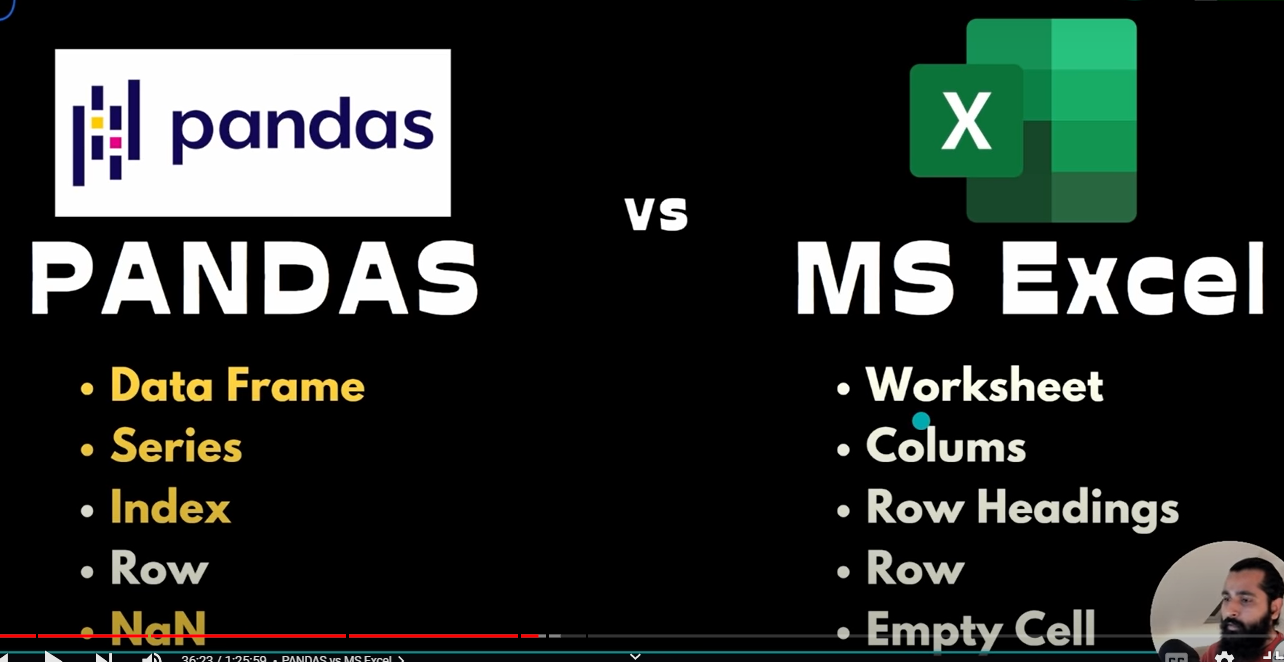 pandas
X
vs
PANDAS
MS Excel
Data Frame
Series
Index
Row
NaN
Worksheet
Colums
Row Headings
Row
Empty Cell
36:23 / 1:25:59 • PANDAS vs MS Excel
CC